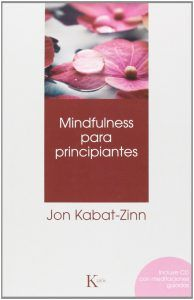 Mindfulness
para
principiantes
Jon Kabat-Zinn
Incluye CD
con meditaciones
guiadas
K